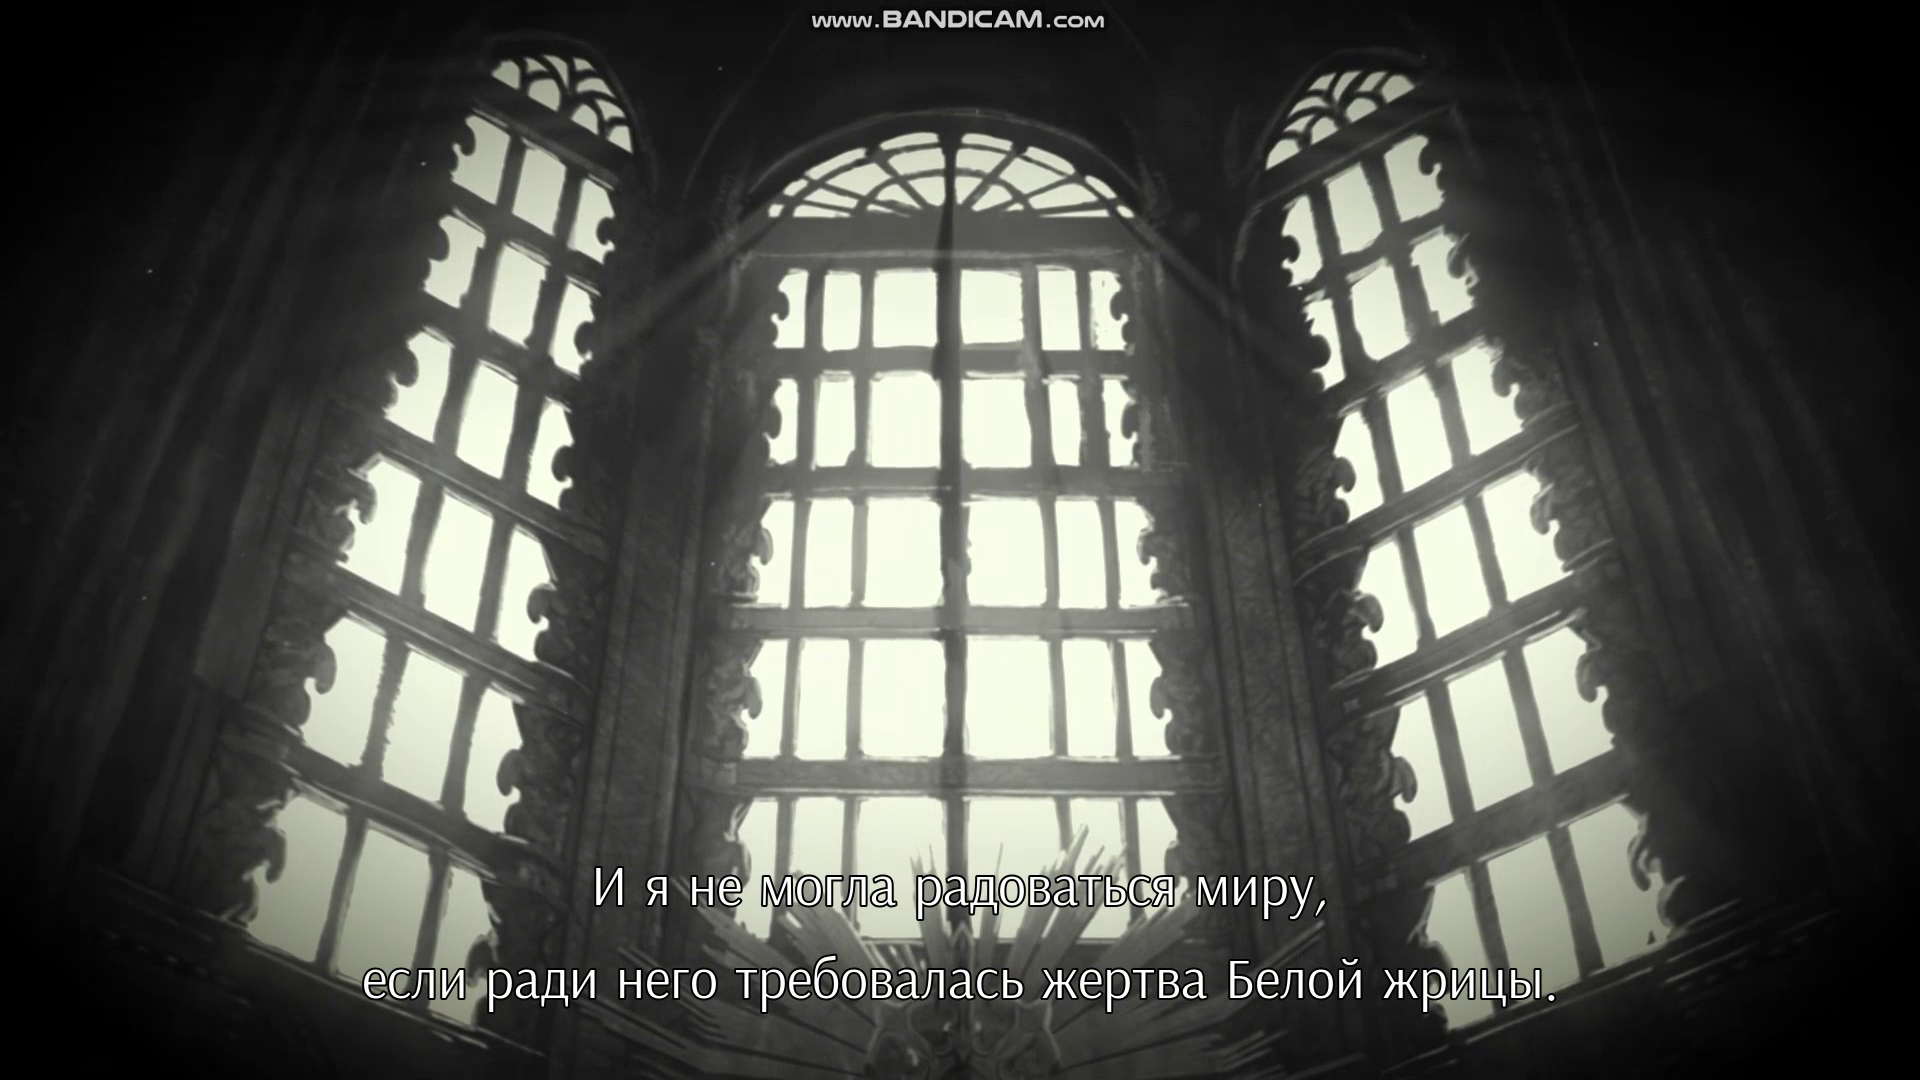 www.BANDICAM.com
И я не могла радоваться миру,
если ради него требовалась жертва Белой жрицы.